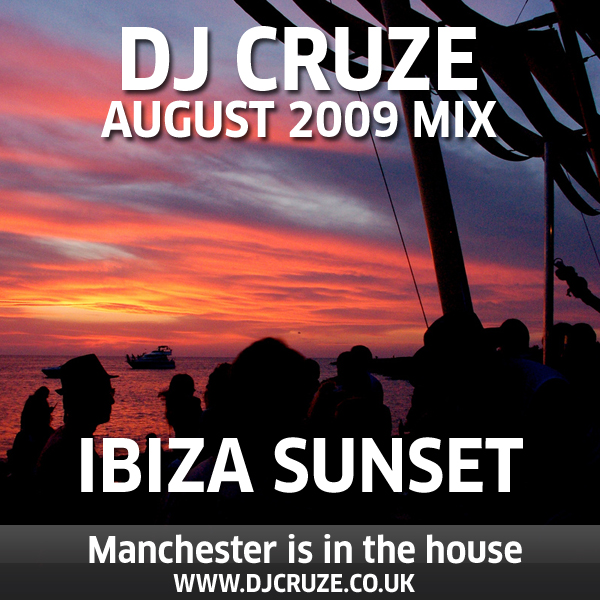 DJ CRUZE
AUGUST 2009 MIX
IBIZA SUNSET
Manchester is in the house
WWW.DJCRUZE.CO.UK